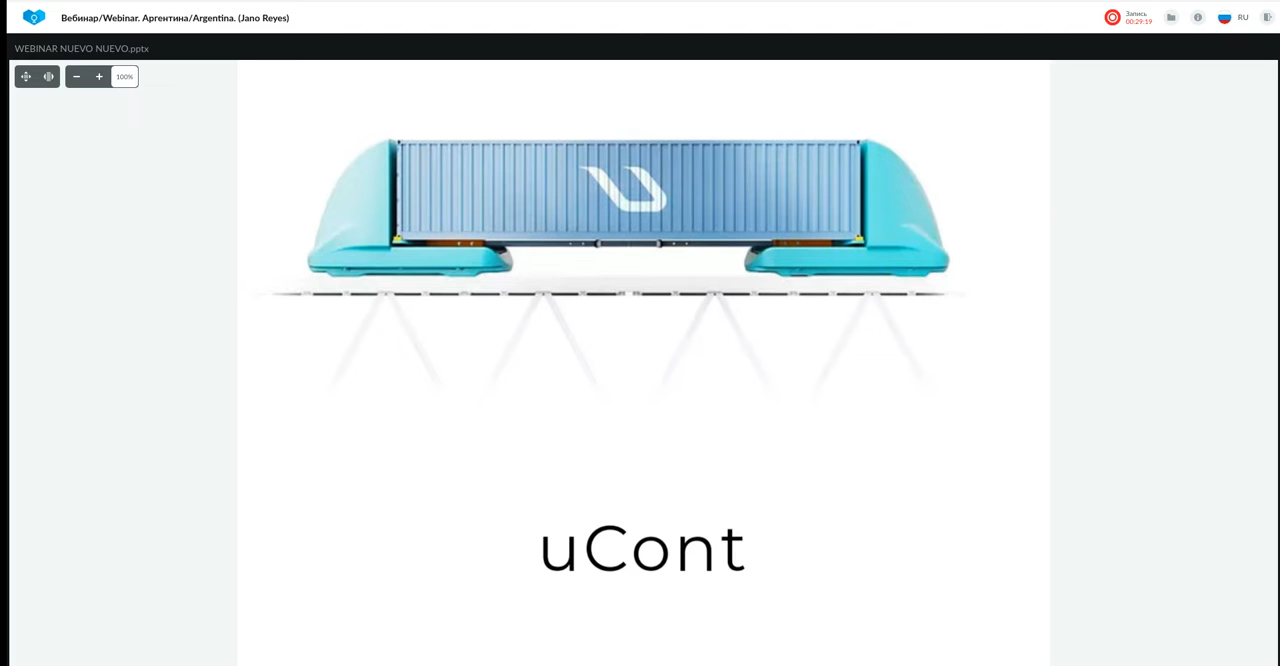 Вебинар/Webinar. Аргентина/Argentina. (Jano Reyes)
Запись
00:29:19
RU
WEBINAR NUEVO NUEVO.pptx
100%
uCont